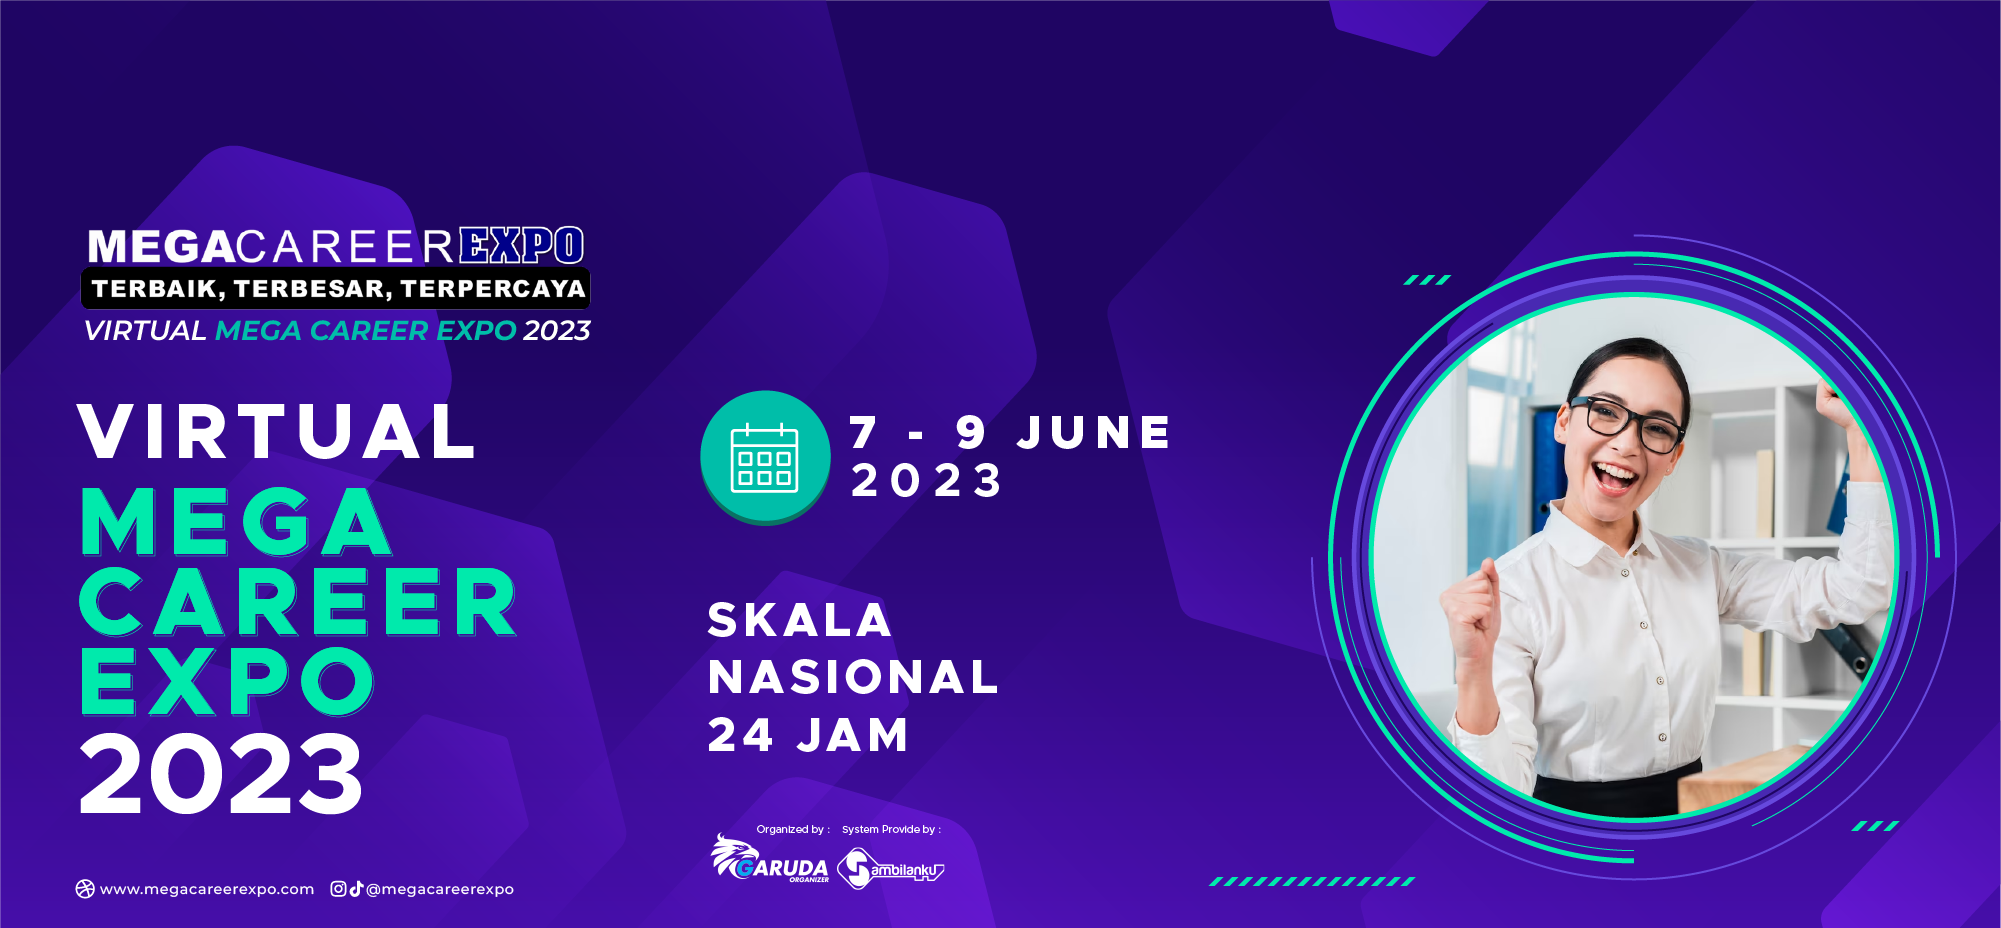 MEGACAREEREXPO
TERBAIK, TERBESAR, TERPERCAYA
VIRTUAL MEGA CAREER EXPO 2023
VIRTUAL
MEGA
CAREER
EXPO
2023
www.megacareerexpo.com @megacareerexpo
7 - 9 JUNE
2023
SKALA
NASIONAL
24 JAM
Organized by : System Provide by :
GARUDA
ORGANIZER
Sambilanku